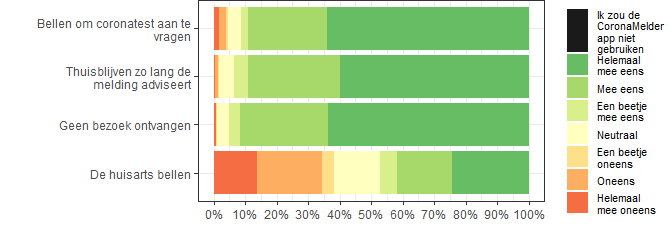 Bellen om coronatest aan te
vragen
Thuisblijven zo lang de
melding adviseert
Geen bezoek ontvangen
De huisarts bellen
0% 10% 20% 30% 40% 50% 60% 70% 80% 90% 100%
Ik zou de
CoronaMelder
app niet
gebruiken
Helemaal
mee eens
Mee eens
Een beetje
mee eens
Neutraal
Een beetje
oneens
Oneens
Helemaal
mee oneens